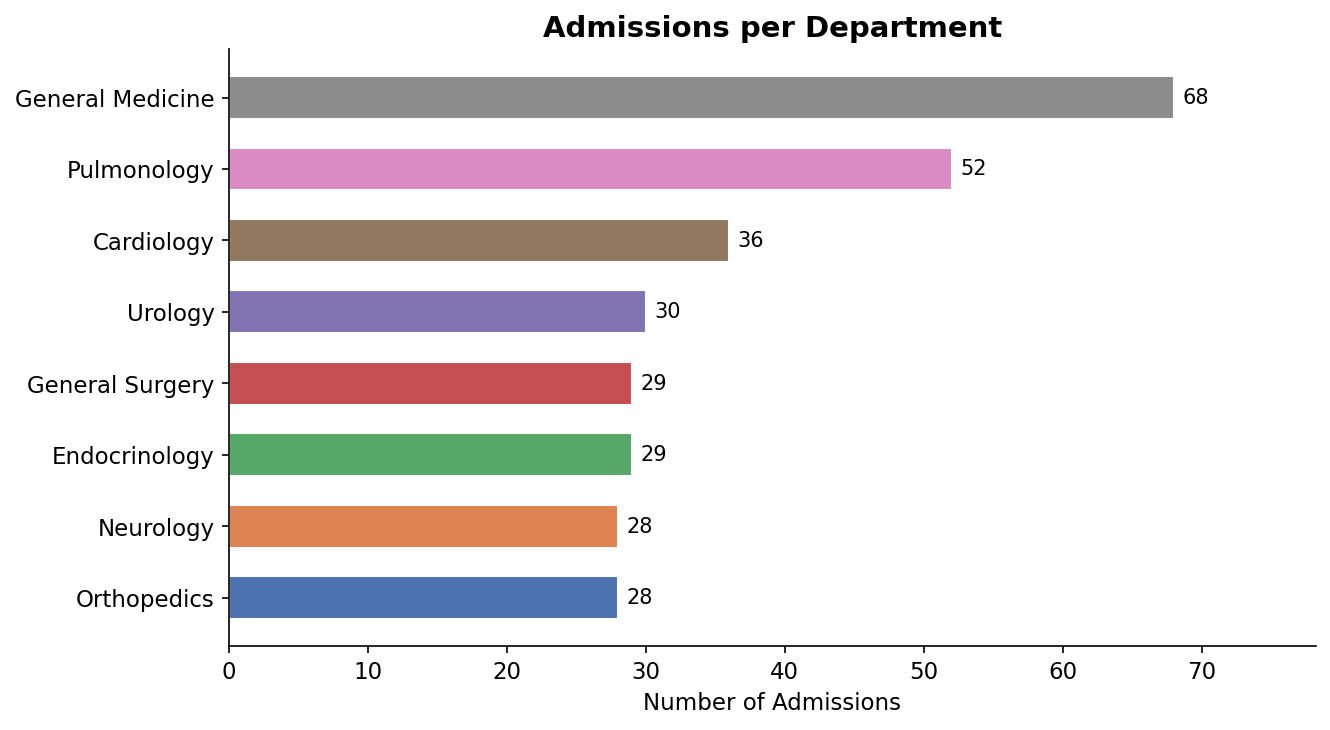 Admissions per Department
General Medicine 68
Pulmonology 52
Cardiology 36
Urology 30
General Surgery 29
Endocrinology 29
Neurology 28
Orthopedics 28
0 10 20 30 40 50 60 70
Number of Admissions